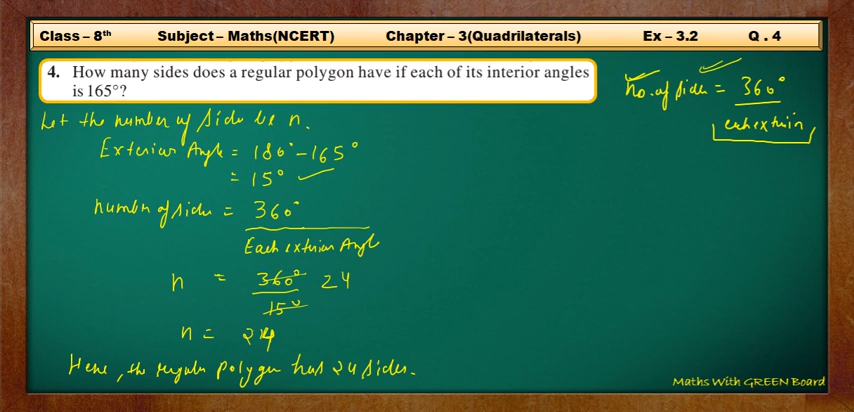 Class – 8th Subject – Maths(NCERT) Chapter – 3(Quadrilaterals) Ex – 3.2 Q . 4
4. How many sides does a regular polygon have if each of its interior angles
is 165°?
no. of side = 360°
each exterior
Let the number of side be n.
Exterior Angle = 180° – 165°
= 15°
number of side = 360°
Each exterior Angle
n = 360° 24
15°
n = 24
Hence, the regular polygon has 24 sides.
Maths With GREEN Board